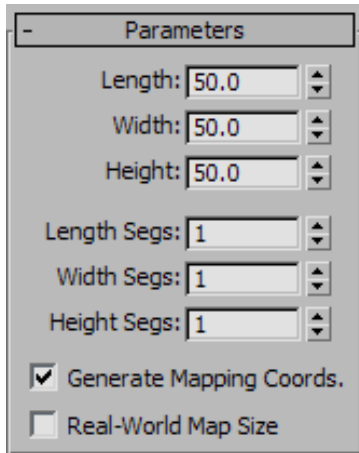 - Parameters
Length: 50.0
Width: 50.0
Height: 50.0
Length Segs: 1
Width Segs: 1
Height Segs: 1
Generate Mapping Coords.
Real-World Map Size